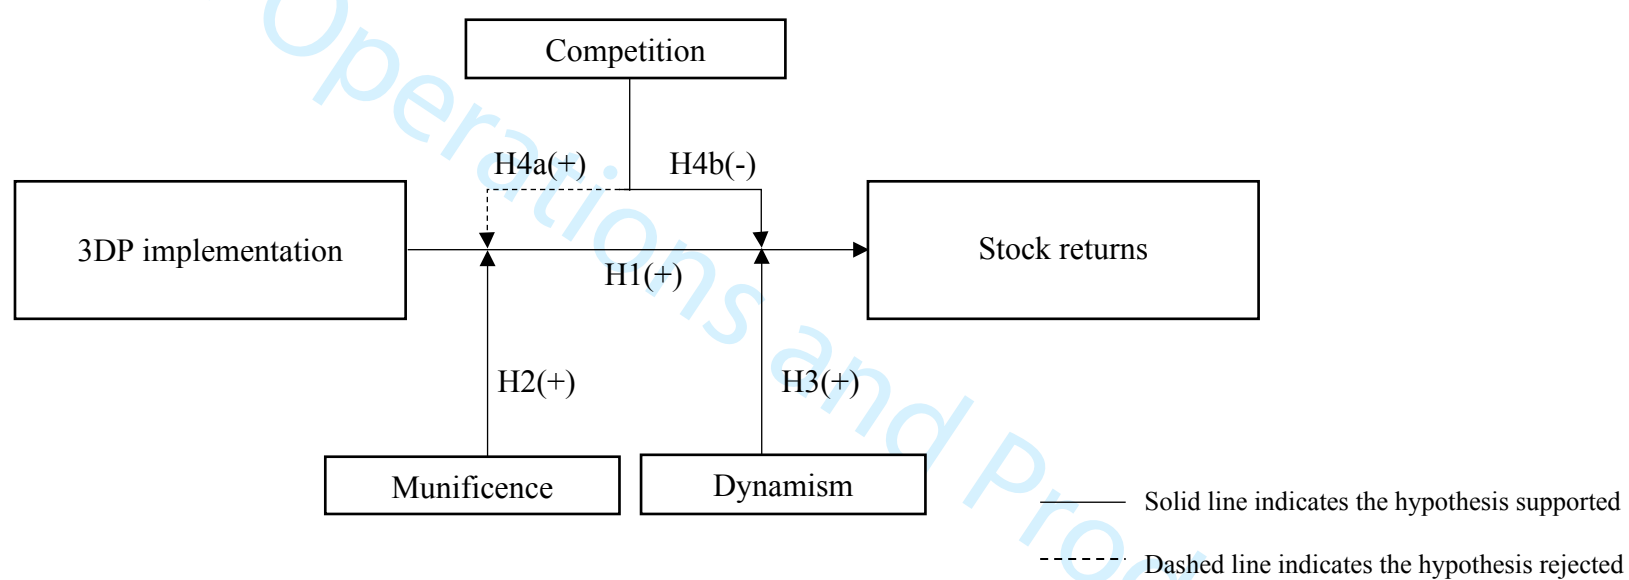 Competition
H4a(+)
H4b(-)
3DP implementation
Stock returns
H1(+)
H2(+)
H3(+)
Munificence
Dynamism
Solid line indicates the hypothesis supported
Dashed line indicates the hypothesis rejected
Operations and Prod